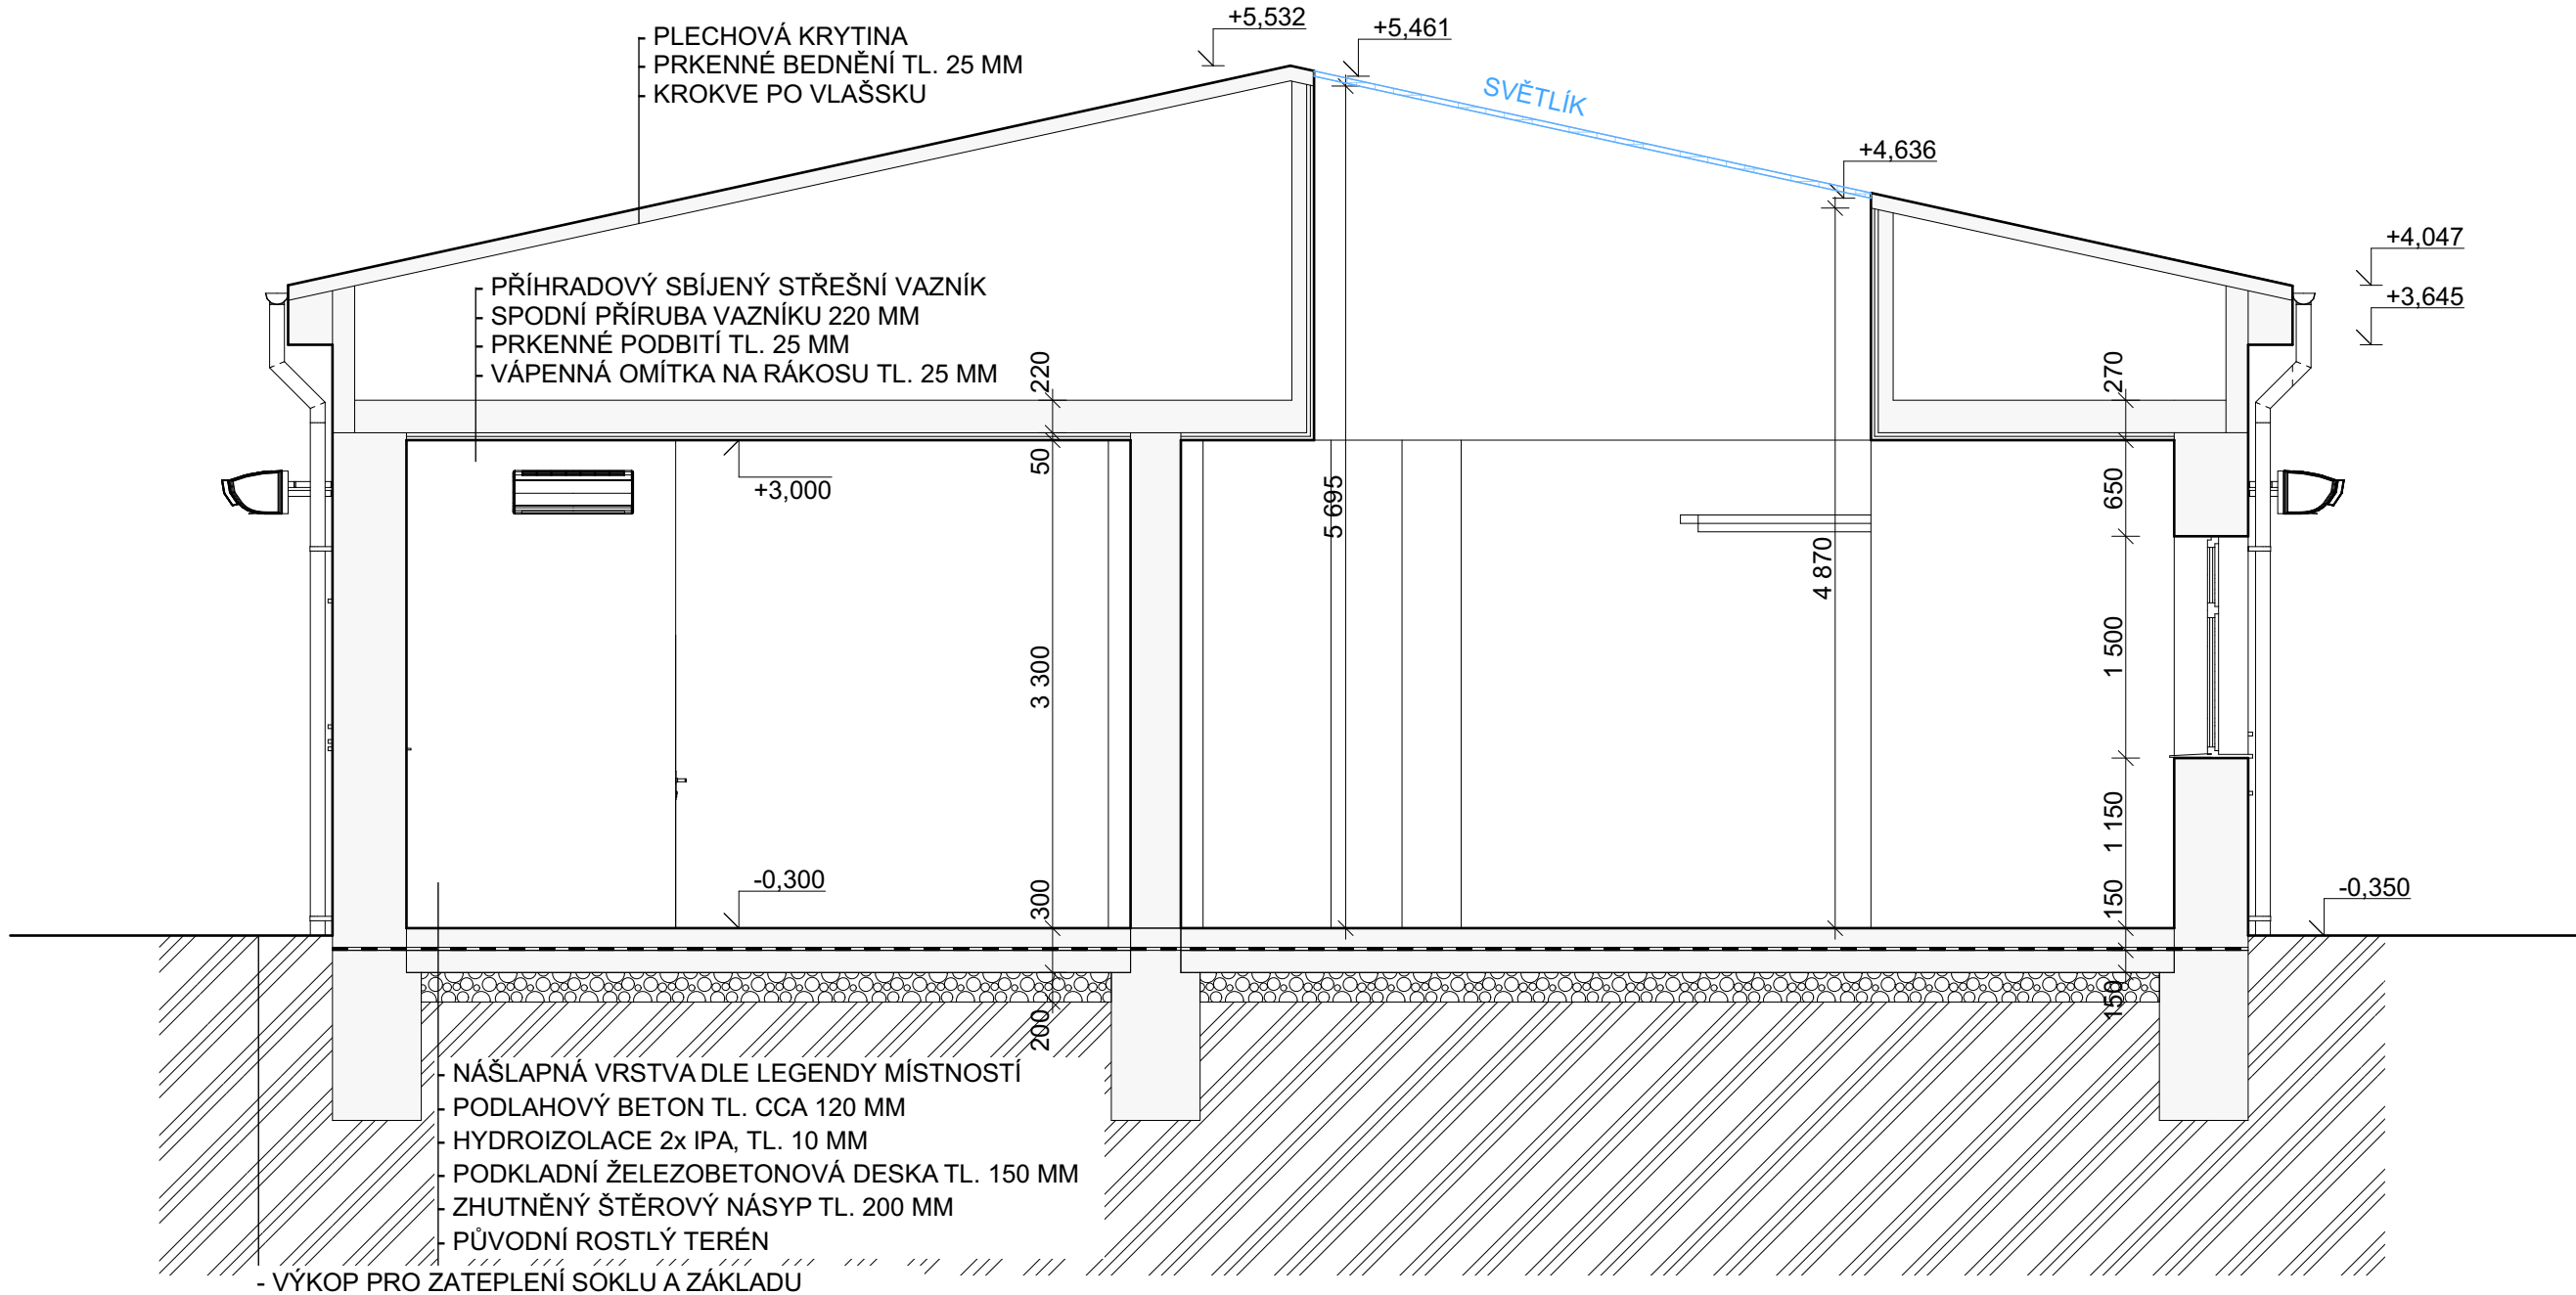 +5,532
+5,461
- PLECHOVÁ KRYTINA
- PRKENNÉ BEDNĚNÍ TL. 25 MM
- KROKVE PO VLAŠSKU
SVĚTLÍK
+4,636
+4,047
+3,645
- PŘÍHRADOVÝ SBÍJENÝ STŘEŠNÍ VAZNÍK
- SPODNÍ PŘÍRUBA VAZNÍKU 220 MM
- PRKENNÉ PODBITÍ TL. 25 MM
- VÁPENNÁ OMÍTKA NA RÁKOSU TL. 25 MM
220
270
50
+3,000
650
5 695
4 870
3 300
1 500
1 150
-0,300
300
150
-0,350
200
150
- NÁŠLAPNÁ VRSTVA DLE LEGENDY MÍSTNOSTÍ
- PODLAHOVÝ BETON TL. CCA 120 MM
- HYDROIZOLACE 2x IPA, TL. 10 MM
- PODKLADNÍ ŽELEZOBETONOVÁ DESKA TL. 150 MM
- ZHUTNĚNÝ ŠTĚROVÝ NÁSYP TL. 200 MM
- PŮVODNÍ ROSTLÝ TERÉN
- VÝKOP PRO ZATEPLENÍ SOKLU A ZÁKLADU